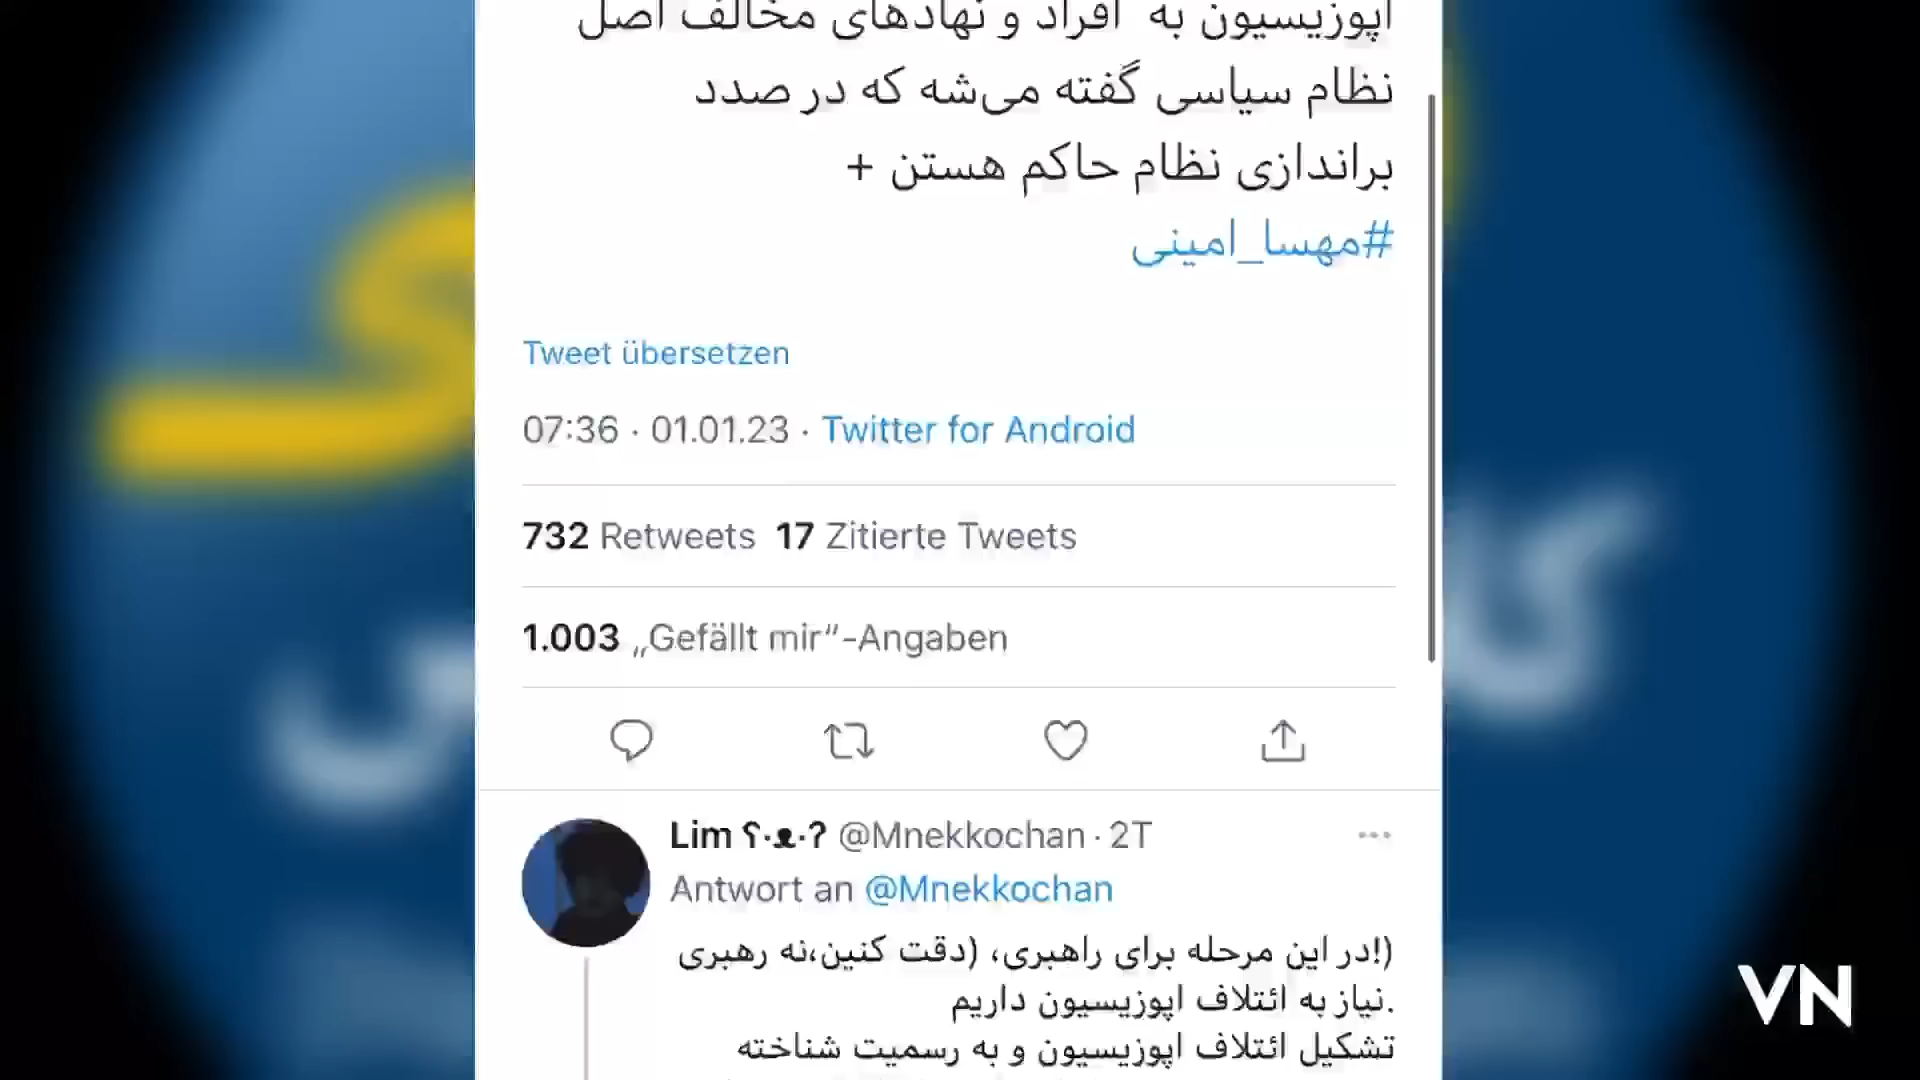 اپوزیسیون به افراد و نهادهای مخالف اصل
نظام سیاسی گفته می‌شه که در صدد
براندازی نظام حاکم هستن +
#مهسا_امینی
Tweet übersetzen
07:36 · 01.01.23 · Twitter for Android
732 Retweets 17 Zitierte Tweets
1.003 „Gefällt mir“-Angaben
Lim ʕ·ᴥ·ʔ @Mnekkochan · 2T
Antwort an @Mnekkochan
(!در این مرحله برای راهبری، (دقت کنین،نه رهبری
.نیاز به ائتلاف اپوزیسیون داریم
تشکیل ائتلاف اپوزیسیون و به رسمیت شناخته
VN